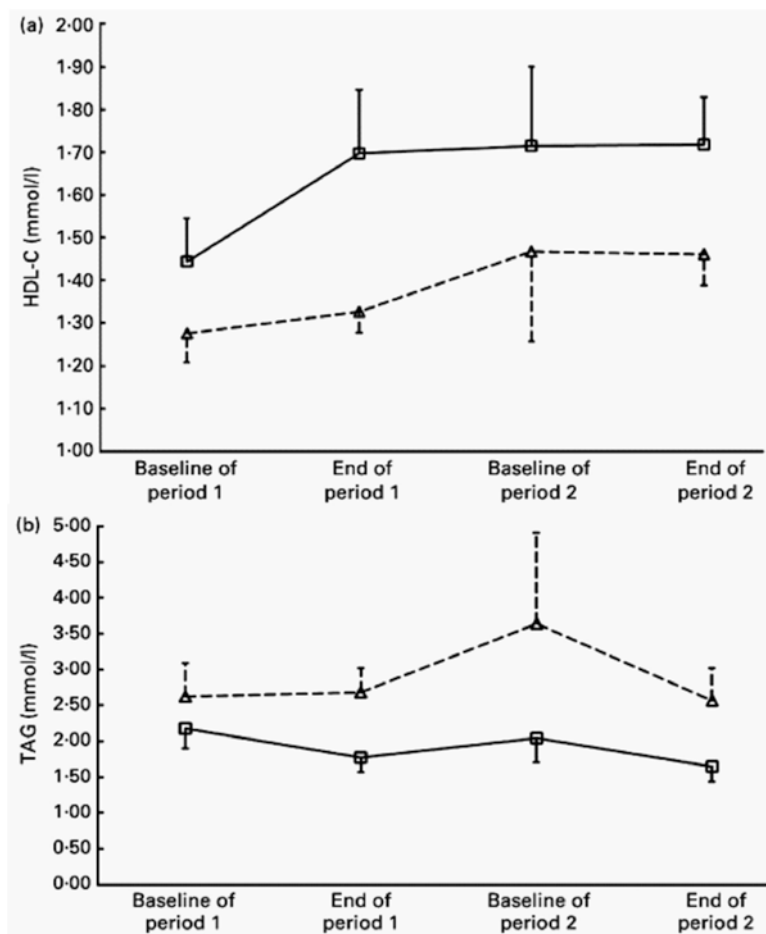 (a)
2·00
1·90
1·80
1·70
1·60
1·50
1·40
1·30
1·20
1·10
1·00
HDL-C (mmol/l)
Baseline of
period 1
End of
period 1
Baseline of
period 2
End of
period 2
(b)
5·00
4·50
4·00
3·50
3·00
2·50
2·00
1·50
1·00
0·50
0·00
TAG (mmol/l)
Baseline of
period 1
End of
period 1
Baseline of
period 2
End of
period 2